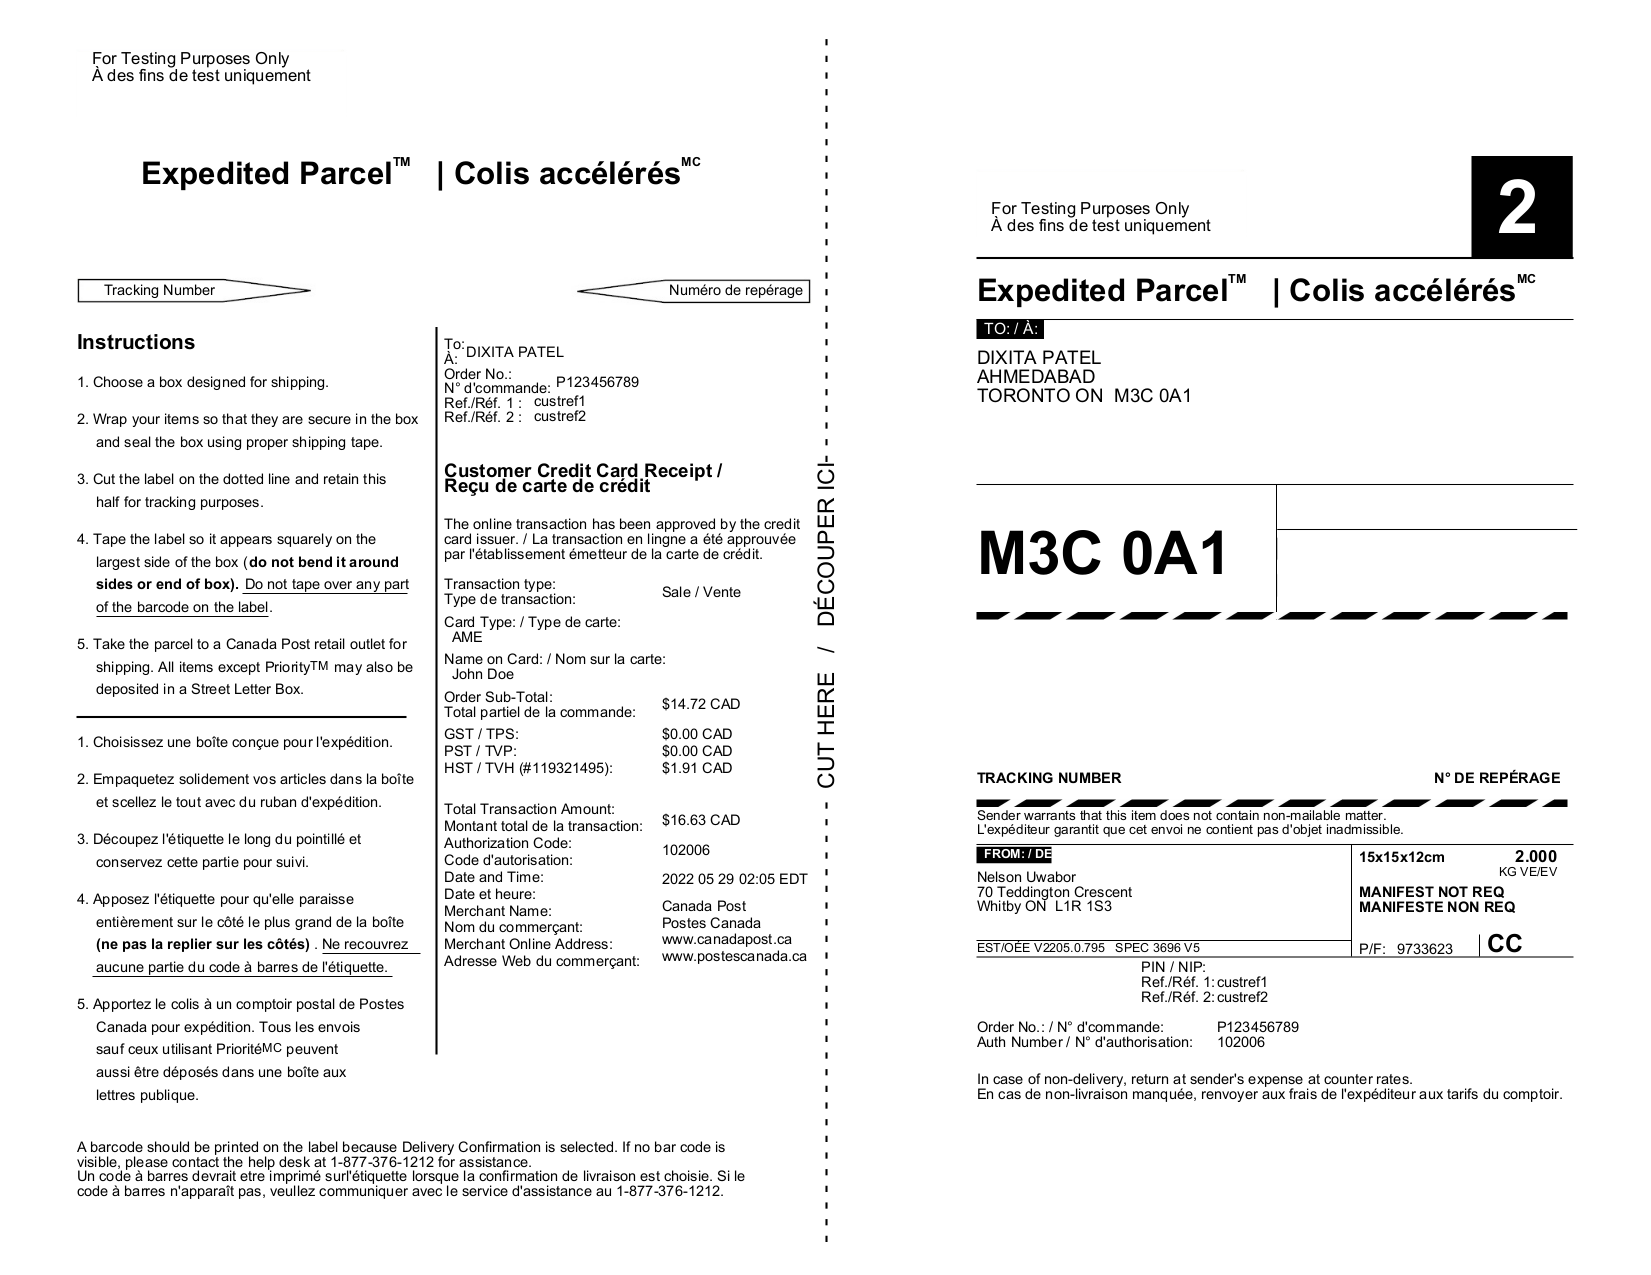 For Testing Purposes Only
À des fins de test uniquement
Expedited Parcel™ | Colis accélérés MC
Tracking Number
Numéro de repérage
Instructions
1. Choose a box designed for shipping.
2. Wrap your items so that they are secure in the box
and seal the box using proper shipping tape.
3. Cut the label on the dotted line and retain this
half for tracking purposes.
4. Tape the label so it appears squarely on the
largest side of the box (do not bend it around
sides or end of box). Do not tape over any part
of the barcode on the label.
5. Take the parcel to a Canada Post retail outlet for
shipping. All items except Priority™ may also be
deposited in a Street Letter Box.
1. Choisissez une boîte conçue pour l'expédition.
2. Empaquetez solidement vos articles dans la boîte
et scellez le tout avec du ruban d'expédition.
3. Découpez l'étiquette le long du pointillé et
conservez cette partie pour suivi.
4. Apposez l'étiquette pour qu'elle paraisse
entièrement sur le côté le plus grand de la boîte
(ne pas la replier sur les côtés) . Ne recouvrez
aucune partie du code à barres de l'étiquette.
5. Apportez le colis à un comptoir postal de Postes
Canada pour expédition. Tous les envois
sauf ceux utilisant PrioritéMC peuvent
aussi être déposés dans une boîte aux
lettres publique.
To:
À: DIXITA PATEL
Order No.:
N° d'commande: P123456789
Ref./Réf. 1 : custref1
Ref./Réf. 2 : custref2
Customer Credit Card Receipt /
Reçu de carte de crédit
The online transaction has been approved by the credit
card issuer. / La transaction en lingne a été approuvée
par l'établissement émetteur de la carte de crédit.
Transaction type:
Type de transaction: Sale / Vente
Card Type: / Type de carte:
AME
Name on Card: / Nom sur la carte:
John Doe
Order Sub-Total:
Total partiel de la commande: $14.72 CAD
GST / TPS: $0.00 CAD
PST / TVP: $0.00 CAD
HST / TVH (#119321495): $1.91 CAD
Total Transaction Amount:
Montant total de la transaction: $16.63 CAD
Authorization Code:
Code d'autorisation: 102006
Date and Time:
Date et heure: 2022 05 29 02:05 EDT
Merchant Name: Canada Post
Nom du commerçant: Postes Canada
Merchant Online Address: www.canadapost.ca
Adresse Web du commerçant: www.postescanada.ca
A barcode should be printed on the label because Delivery Confirmation is selected. If no bar code is
visible, please contact the help desk at 1-877-376-1212 for assistance.
Un code à barres devrait etre imprimé surl'étiquette lorsque la confirmation de livraison est choisie. Si le
code à barres n'apparaît pas, veullez communiquer avec le service d'assistance au 1-877-376-1212.
CUT HERE / DÉCOUPER ICI
For Testing Purposes Only
À des fins de test uniquement
2
Expedited Parcel™ | Colis accélérés MC
TO: / À:
DIXITA PATEL
AHMEDABAD
TORONTO ON M3C 0A1
M3C 0A1
TRACKING NUMBER N° DE REPÉRAGE
Sender warrants that this item does not contain non-mailable matter.
L'expéditeur garantit que cet envoi ne contient pas d'objet inadmissible.
FROM: / DE
Nelson Uwabor
70 Teddington Crescent
Whitby ON L1R 1S3
EST/OÉE V2205.0.795 SPEC 3696 V5
15x15x12cm 2.000
KG VE/EV
MANIFEST NOT REQ
MANIFESTE NON REQ
P/F: 9733623 CC
PIN / NIP:
Ref./Réf. 1: custref1
Ref./Réf. 2: custref2
Order No.: / N° d'commande: P123456789
Auth Number / N° d'authorisation: 102006
In case of non-delivery, return at sender's expense at counter rates.
En cas de non-livraison manquée, renvoyer aux frais de l'expéditeur aux tarifs du comptoir.